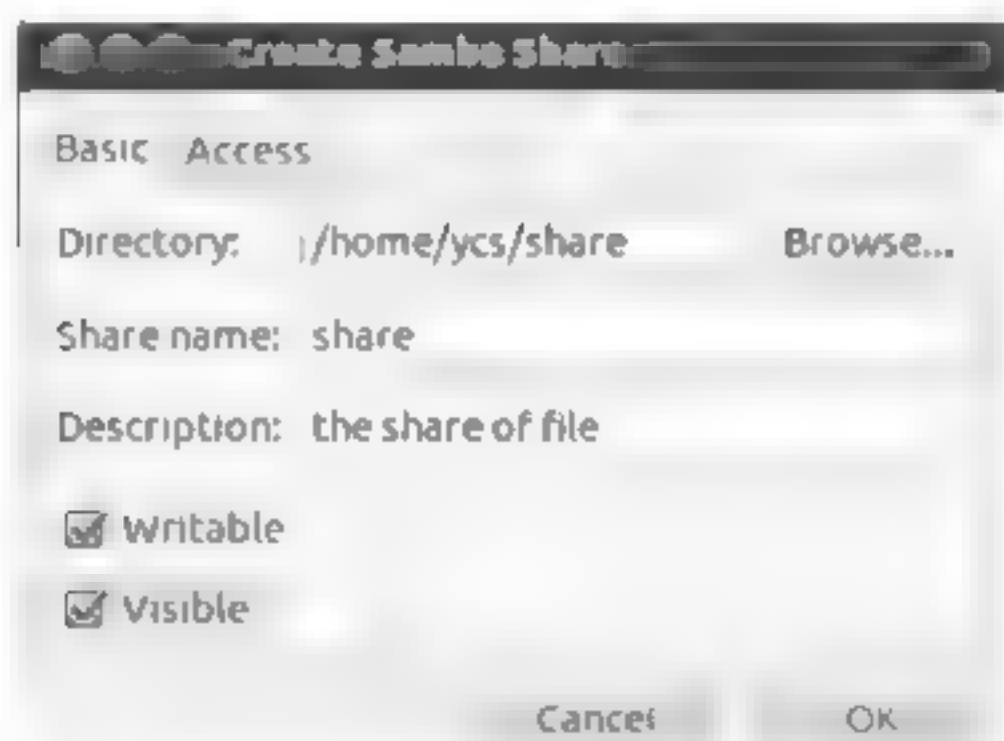 Create Samba Share
Basic Access
Directory: /home/ycs/share Browse...
Share name: share
Description: the share of file
Writable
Visible
Cancel OK